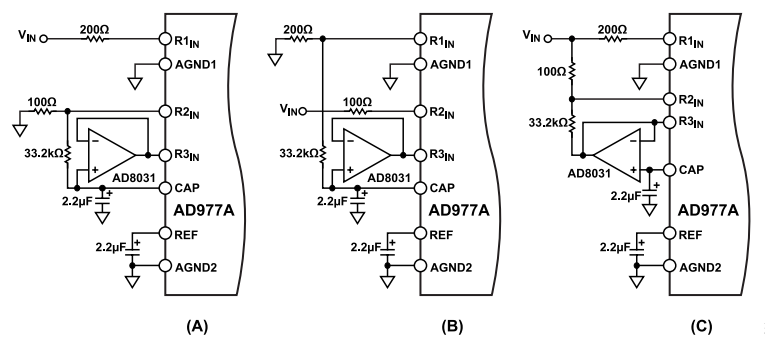 VIN
200Ω
R1IN
AGND1
100Ω
R2IN
33.2kΩ
–
+
R3IN
AD8031
CAP
2.2μF
+
AD977A
REF
2.2μF
+
AGND2
(A)
200Ω
R1IN
AGND1
VIN
100Ω
R2IN
33.2kΩ
–
+
R3IN
AD8031
CAP
2.2μF
+
AD977A
REF
2.2μF
+
AGND2
(B)
VIN
200Ω
R1IN
100Ω
AGND1
R2IN
33.2kΩ
–
+
R3IN
AD8031
CAP
2.2μF
+
AD977A
REF
2.2μF
+
AGND2
(C)